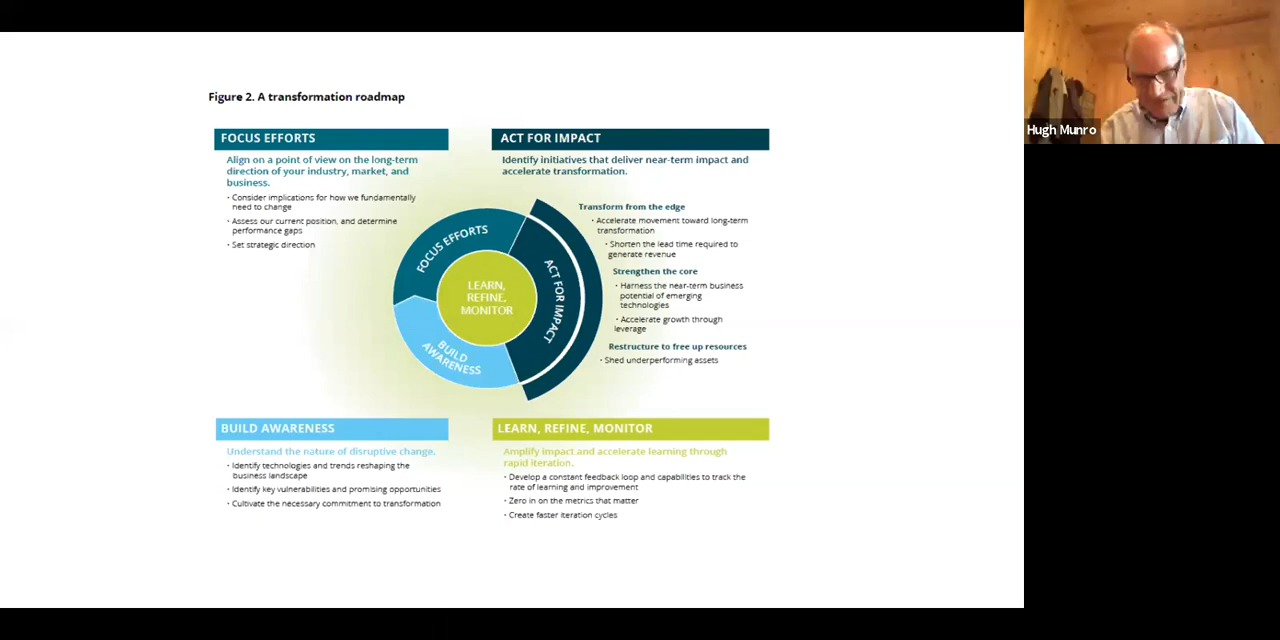 Figure 2. A transformation roadmap
FOCUS EFFORTS
Align on a point of view on the long-term
direction of your industry, market, and
business.
· Consider implications for how we fundamentally
need to change
· Assess our current position, and determine
performance gaps
· Set strategic direction
ACT FOR IMPACT
Identify initiatives that deliver near-term impact and
accelerate transformation.
Transform from the edge
· Accelerate movement toward long-term
transformation
· Shorten the lead time required to
generate revenue
Strengthen the core
· Harness the near-term business
potential of emerging
technologies
· Accelerate growth through
leverage
Restructure to free up resources
· Shed underperforming assets
FOCUS EFFORTS
ACT FOR IMPACT
BUILD
AWARENESS
LEARN,
REFINE,
MONITOR
BUILD AWARENESS
Understand the nature of disruptive change.
· Identify technologies and trends reshaping the
business landscape
· Identify key vulnerabilities and promising opportunities
· Cultivate the necessary commitment to transformation
LEARN, REFINE, MONITOR
Amplify impact and accelerate learning through
rapid iteration.
· Develop a constant feedback loop and capabilities to track the
rate of learning and improvement
· Zero in on the metrics that matter
· Create faster iteration cycles
Hugh Munro